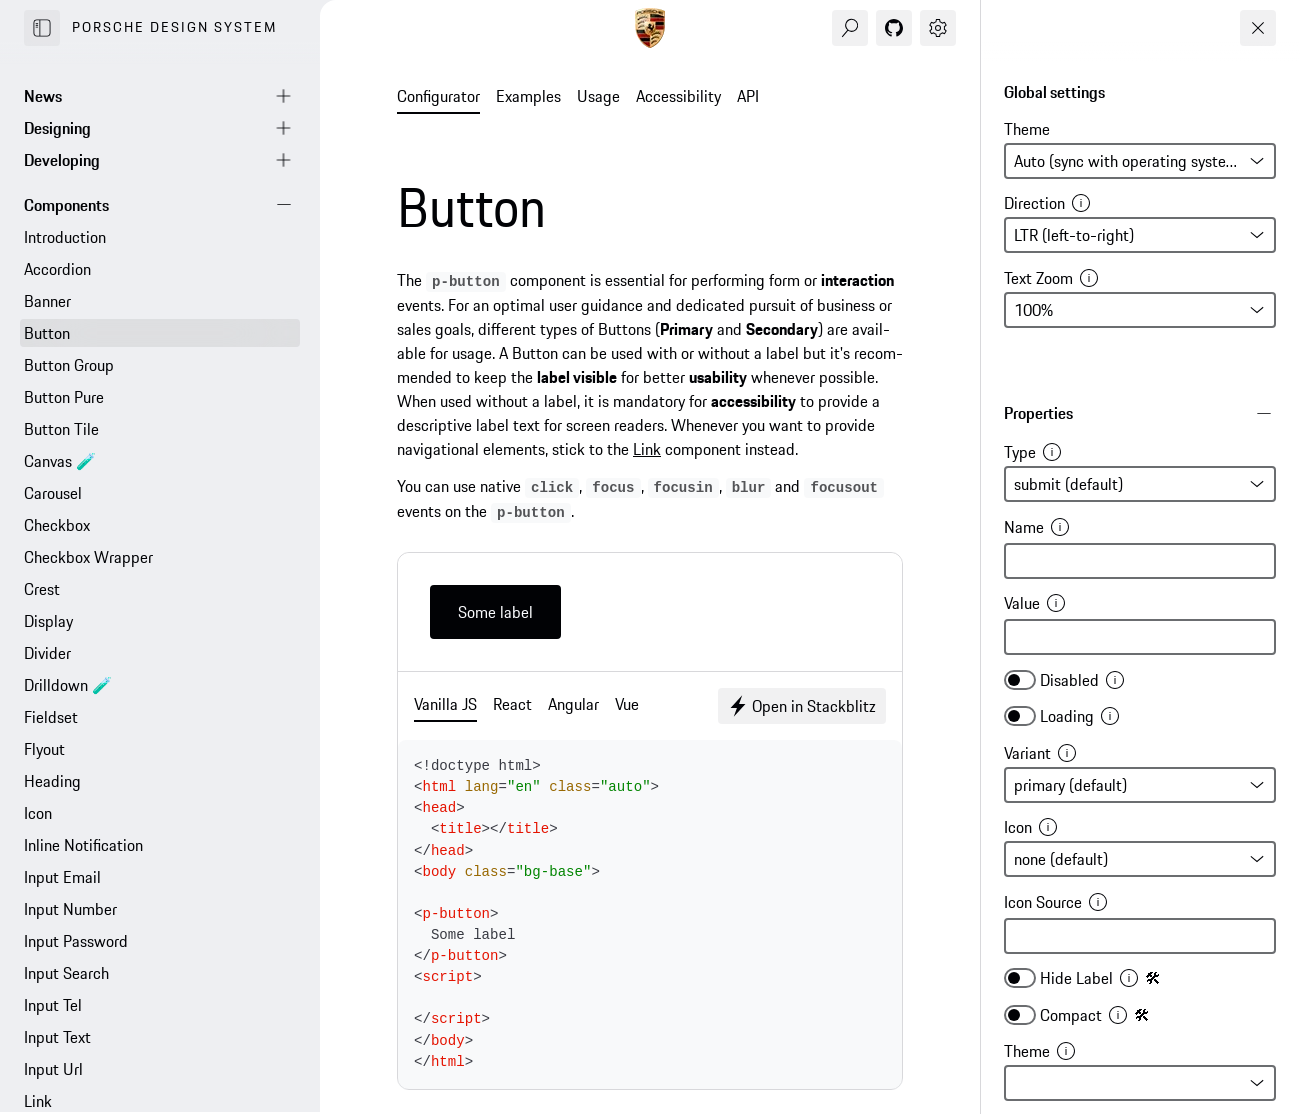 PORSCHE DESIGN SYSTEM
News
Designing
Developing
Components
Introduction
Accordion
Banner
Button
Button Group
Button Pure
Button Tile
Canvas 🧪
Carousel
Checkbox
Checkbox Wrapper
Crest
Display
Divider
Drilldown 🧪
Fieldset
Flyout
Heading
Icon
Inline Notification
Input Email
Input Number
Input Password
Input Search
Input Tel
Input Text
Input Url
Link
Configurator Examples Usage Accessibility API
Button
The p-button component is essential for performing form or interaction
events. For an optimal user guidance and dedicated pursuit of business or
sales goals, different types of Buttons (Primary and Secondary) are avail-
able for usage. A Button can be used with or without a label but it's recom-
mended to keep the label visible for better usability whenever possible.
When used without a label, it is mandatory for accessibility to provide a
descriptive label text for screen readers. Whenever you want to provide
navigational elements, stick to the Link component instead.
You can use native click, focus, focusin, blur and focusout
events on the p-button.
Some label
Vanilla JS React Angular Vue Open in Stackblitz
<!doctype html>
<html lang="en" class="auto">
<head>
  <title></title>
</head>
<body class="bg-base">
<p-button>
  Some label
</p-button>
<script>
</script>
</body>
</html>
Global settings
Theme
Auto (sync with operating syste...
Direction
LTR (left-to-right)
Text Zoom
100%
Properties
Type
submit (default)
Name
Value
Disabled
Loading
Variant
primary (default)
Icon
none (default)
Icon Source
Hide Label 🛠
Compact 🛠
Theme